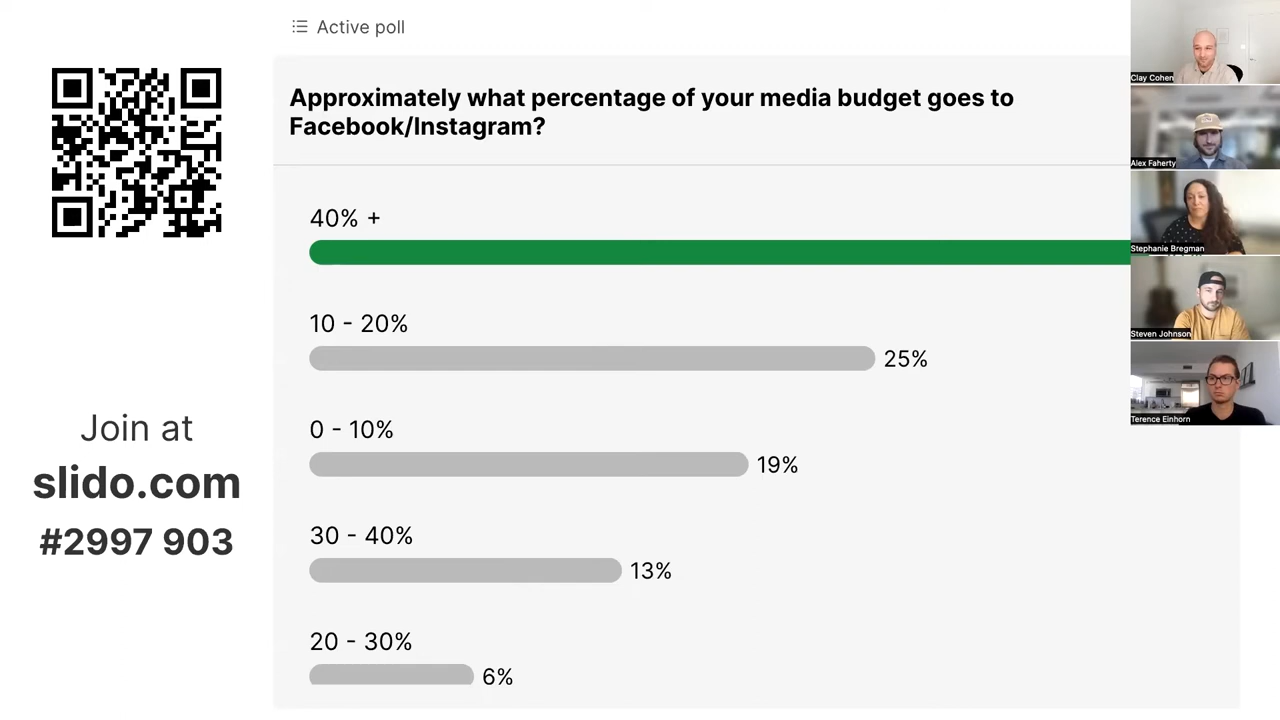 Active poll
Approximately what percentage of your media budget goes to
Facebook/Instagram?
40% +
10 - 20%
25%
0 - 10%
19%
30 - 40%
13%
20 - 30%
6%
Join at
slido.com
#2997 903
Clay Cohen
Alex Faherty
Stephanie Bregman
Steven Johnson
Terence Einhorn